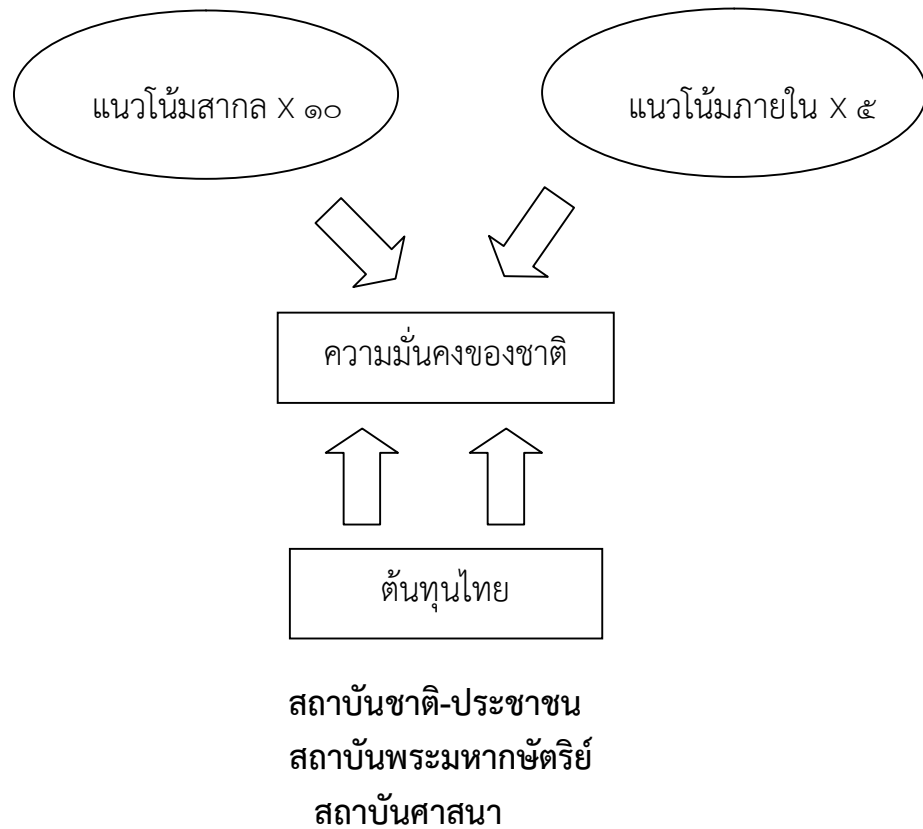 แนวโน้มสากล X ๑๐
แนวโน้มภายใน X ๕
ความมั่นคงของชาติ
ต้นทุนไทย
สถาบันชาติ-ประชาชน
สถาบันพระมหากษัตริย์
สถาบันศาสนา